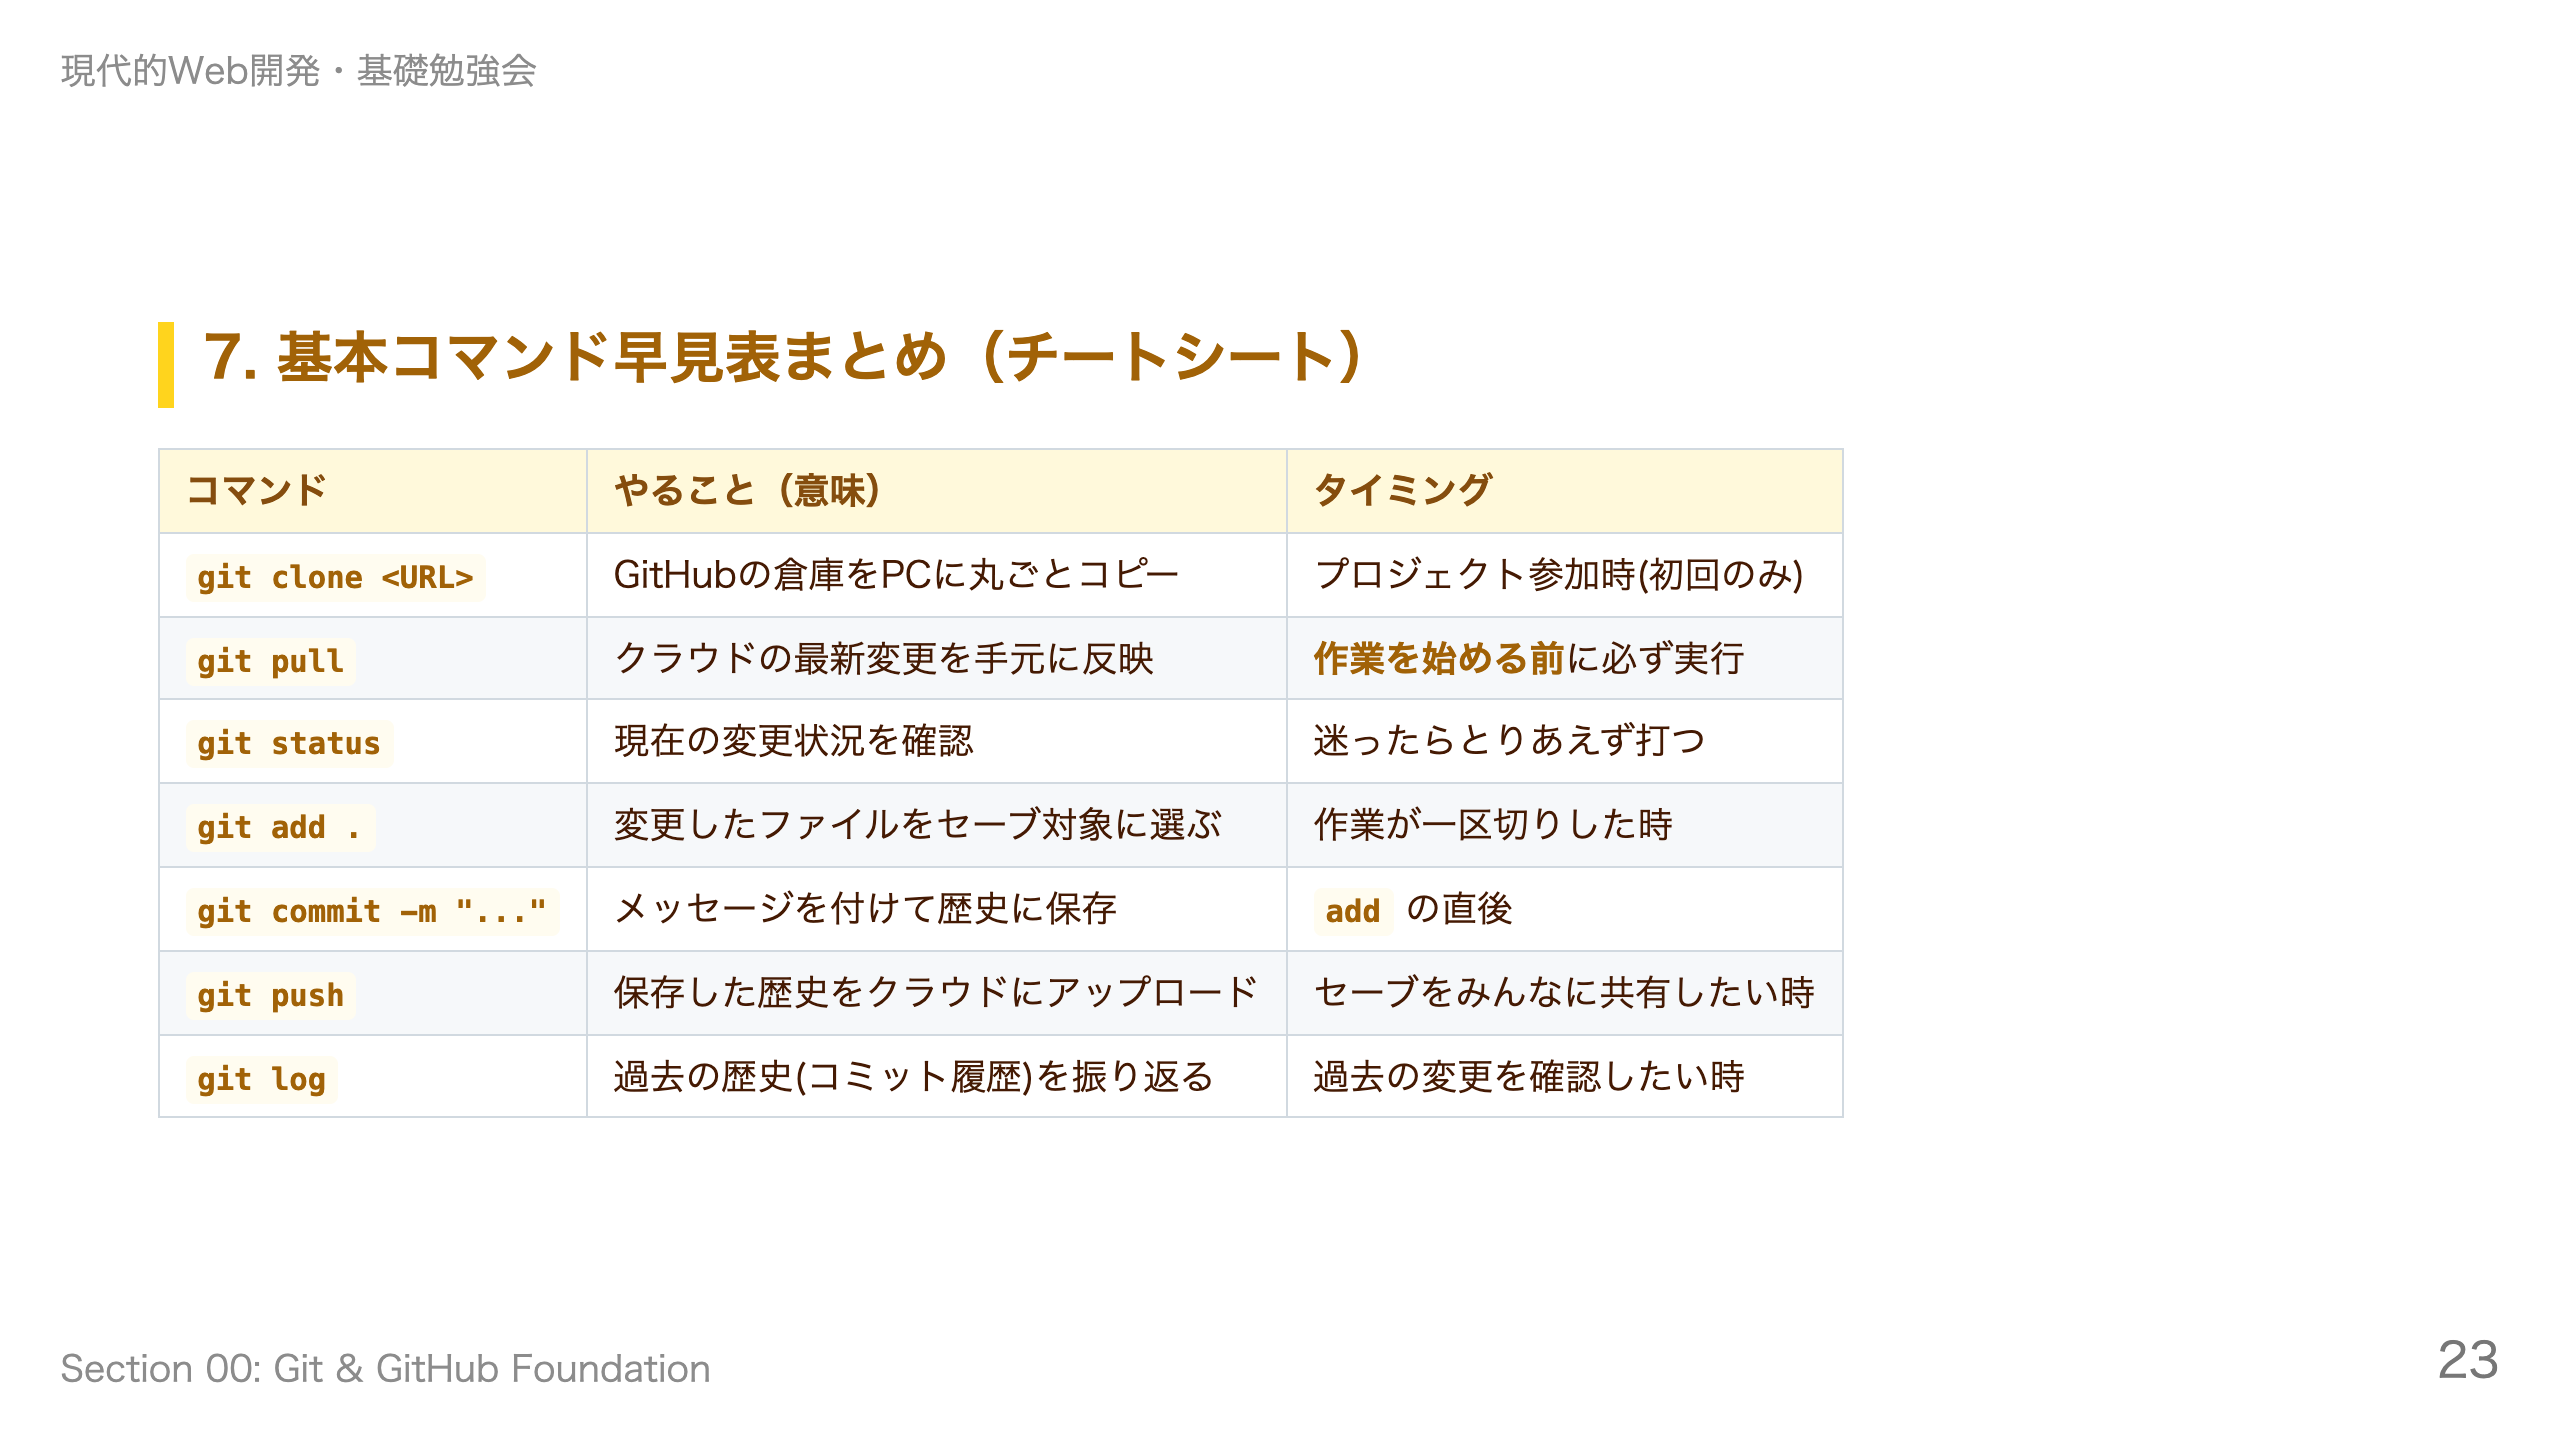 現代的Web開発・基礎勉強会
7. 基本コマンド早見表まとめ（チートシート）
コマンド やること（意味） タイミング
git clone <URL> GitHubの倉庫をPCに丸ごとコピー プロジェクト参加時(初回のみ)
git pull クラウドの最新変更を手元に反映 作業を始める前に必ず実行
git status 現在の変更状況を確認 迷ったらとりあえず打つ
git add . 変更したファイルをセーブ対象に選ぶ 作業が一区切りした時
git commit -m "..." メッセージを付けて歴史に保存 add の直後
git push 保存した歴史をクラウドにアップロード セーブをみんなに共有したい時
git log 過去の歴史(コミット履歴)を振り返る 過去の変更を確認したい時
Section 00: Git & GitHub Foundation
23